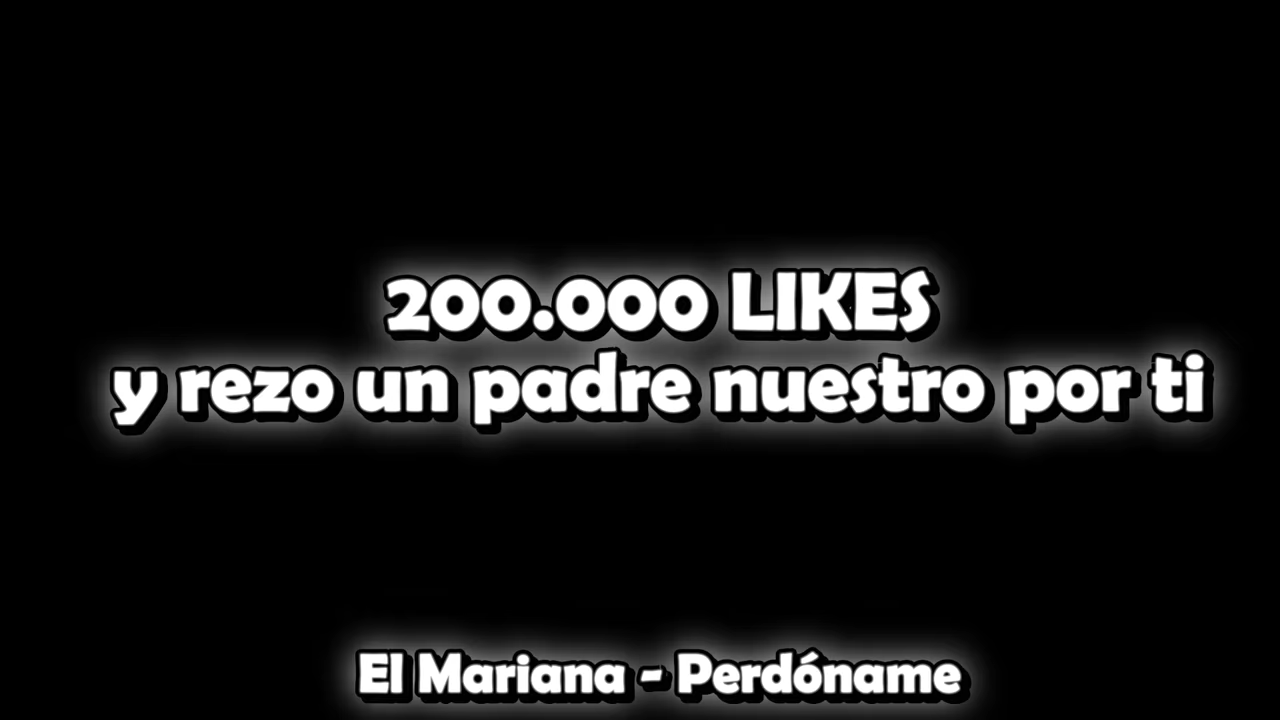 200.000 LIKES
y rezo un padre nuestro por ti
El Mariana - Perdóname